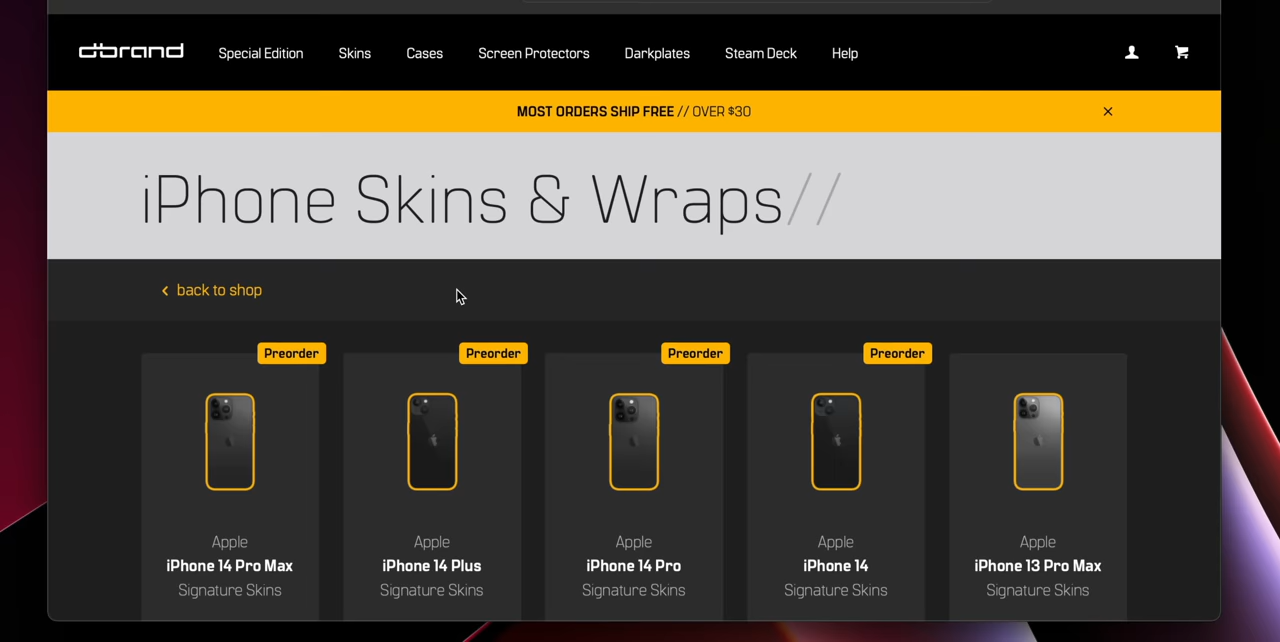 dbrand Special Edition Skins Cases Screen Protectors Darkplates Steam Deck Help
MOST ORDERS SHIP FREE // OVER $30
iPhone Skins & Wraps//
back to shop
Preorder Preorder Preorder Preorder
Apple Apple Apple Apple Apple
iPhone 14 Pro Max iPhone 14 Plus iPhone 14 Pro iPhone 14 iPhone 13 Pro Max
Signature Skins Signature Skins Signature Skins Signature Skins Signature Skins